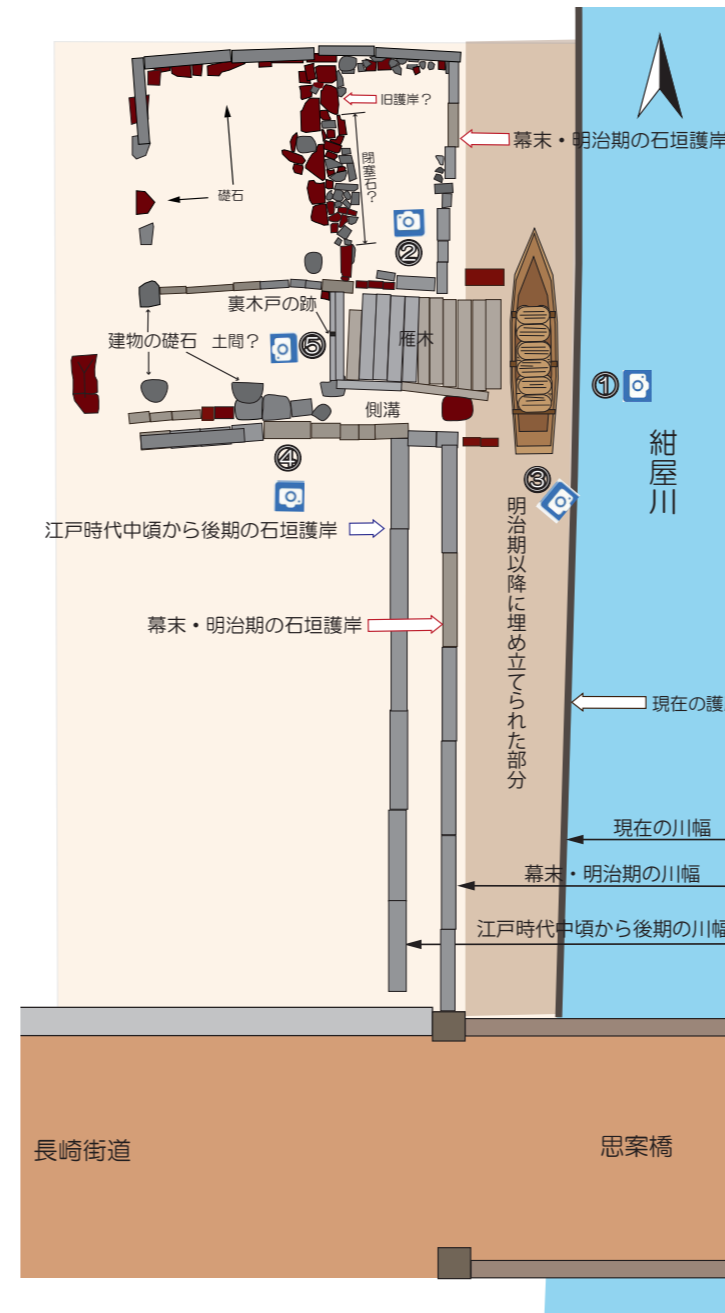 旧護岸？
幕末・明治期の石垣護岸
閉塞石？
礎石
②
裏木戸の跡
建物の礎石
土間？
⑤
雁木
①
側溝
紺屋川
④
③
江戸時代中頃から後期の石垣護岸
明治期以降に埋め立てられた部分
幕末・明治期の石垣護岸
現在の護
現在の川幅
幕末・明治期の川幅
江戸時代中頃から後期の川幅
長崎街道
思案橋